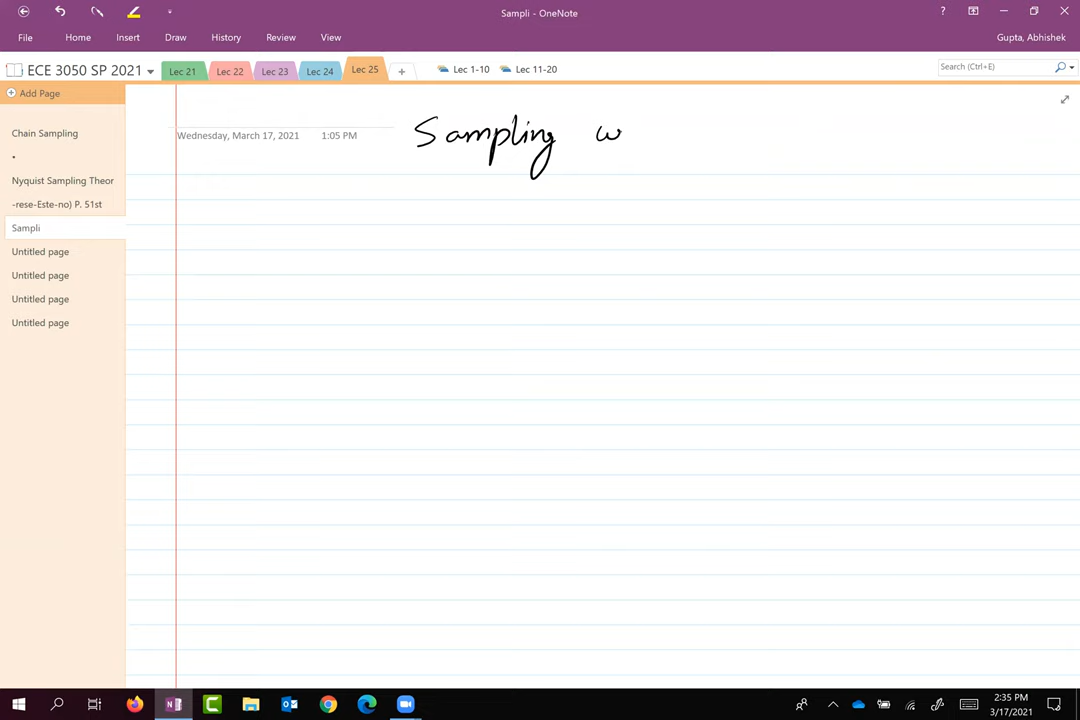 Sampli - OneNote
?
Gupta, Abhishek
File Home Insert Draw History Review View
ECE 3050 SP 2021 Lec 21 Lec 22 Lec 23 Lec 24 Lec 25 + Lec 1-10 Lec 11-20 Search (Ctrl+E)
Add Page
Chain Sampling
•
Nyquist Sampling Theor
-rese-Este-no) P. 51st
Sampli
Untitled page
Untitled page
Untitled page
Untitled page
Sampling w
Wednesday, March 17, 2021 1:05 PM
2:35 PM
3/17/2021